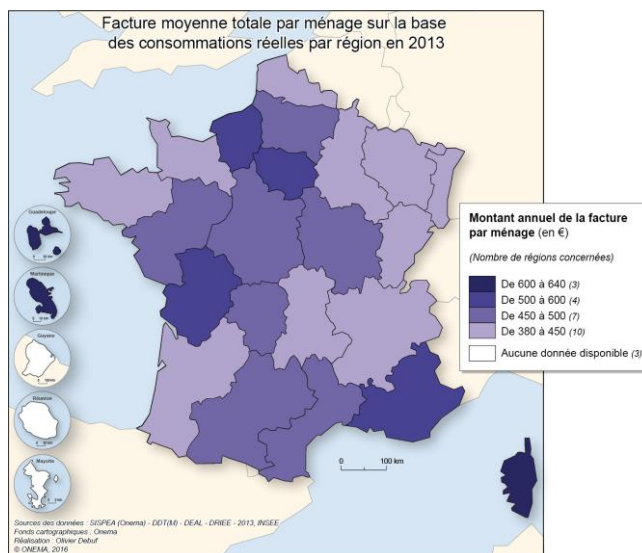 Facture moyenne totale par ménage sur la base
des consommations réelles par région en 2013
Guadeloupe
Martinique
Guyane
Réunion
Mayotte
Montant annuel de la facture
par ménage (en €)
(Nombre de régions concernées)
De 600 à 640 (3)
De 500 à 600 (4)
De 450 à 500 (7)
De 380 à 450 (10)
Aucune donnée disponible (3)
0 100 km
Sources des données : SISPEA (Onema) - DDT(M) - DEAL - DRIEE - 2013, INSEE
Fonds cartographiques : Onema
Réalisation : Olivier Debuf
© ONEMA, 2016